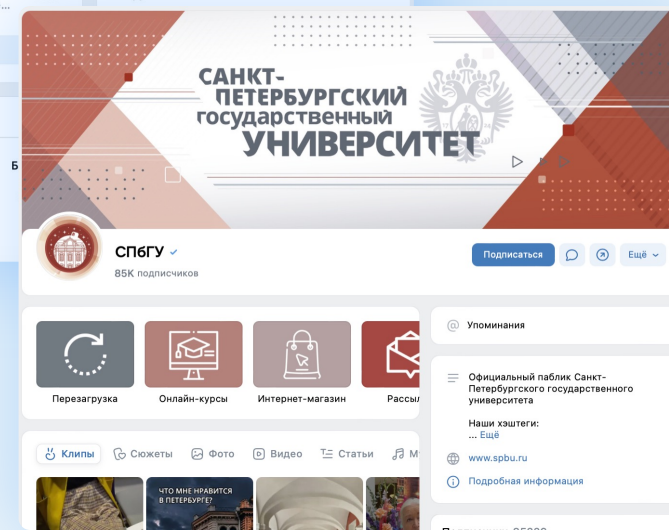 САНКТ-
ПЕТЕРБУРГСКИЙ
государственный
УНИВЕРСИТЕТ
Б
СПбГУ
85K подписчиков
Подписаться
Ещё
Перезагрузка
Онлайн-курсы
Интернет-магазин
Рассыл
Клипы
Сюжеты
Фото
Видео
Статьи
М
ЧТО МНЕ НРАВИТСЯ
В ПЕТЕРБУРГЕ?
Упоминания
Официальный паблик Санкт-
Петербургского государственного
университета
Наши хэштеги:
... Ещё
www.spbu.ru
Подробная информация